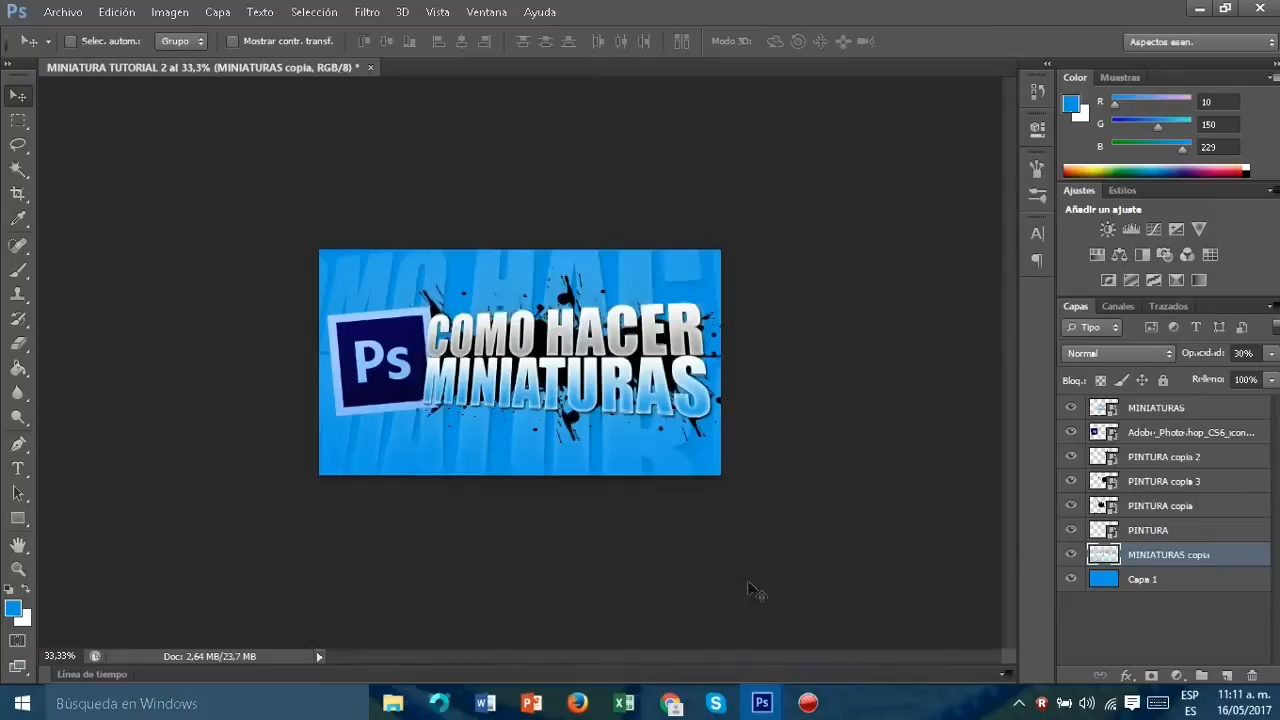 Ps Archivo Edición Imagen Capa Texto Selección Filtro 3D Vista Ventana Ayuda
Selec. autom.: Grupo Mostrar contr. transf. Modo 3D: Aspectos esen.
MINIATURA TUTORIAL 2 al 33,3% (MINIATURAS copia, RGB/8) * ×
Color Muestras
R 10
G 150
B 229
Ajustes Estilos
Añadir un ajuste
Capas Canales Trazados
Tipo
Normal Opacidad: 30%
Bloq.: Relleno: 100%
MINIATURAS
Adobe_Photoshop_CS6_icon...
PINTURA copia 2
PINTURA copia 3
PINTURA copia
PINTURA
MINIATURAS copia
Capa 1
Ps
COMO HACER
MINIATURAS
33,33% Doc: 2,64 MB/23,7 MB
Línea de tiempo
Búsqueda en Windows
ESP
ES
11:11 a. m.
16/05/2017